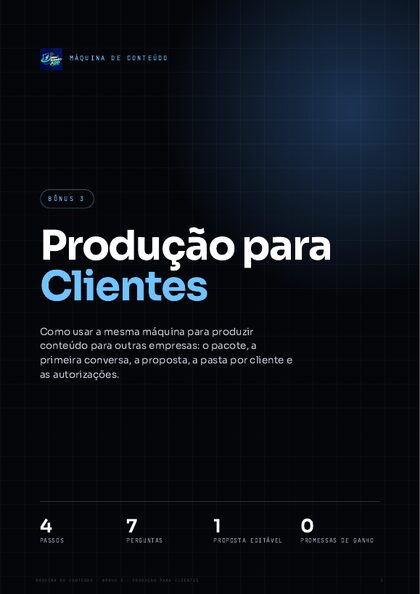 MÁQUINA DE CONTEÚDO
BÔNUS 3
Produção para
Clientes
Como usar a mesma máquina para produzir
conteúdo para outras empresas: o pacote, a
primeira conversa, a proposta, a pasta por cliente e
as autorizações.
4 7 1 0
PASSOS PERGUNTAS PROPOSTA EDITÁVEL PROMESSAS DE GANHO
MÁQUINA DE CONTEÚDO · BÔNUS 3 · PRODUÇÃO PARA CLIENTES